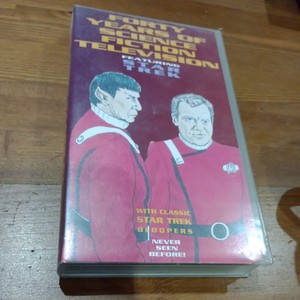 FORTY
YEARS OF
SCIENCE
FICTION
TELEVISION
FEATURING
STAR
TREK
WITH CLASSIC
STAR TREK
BLOOPERS
NEVER
SEEN
BEFORE!